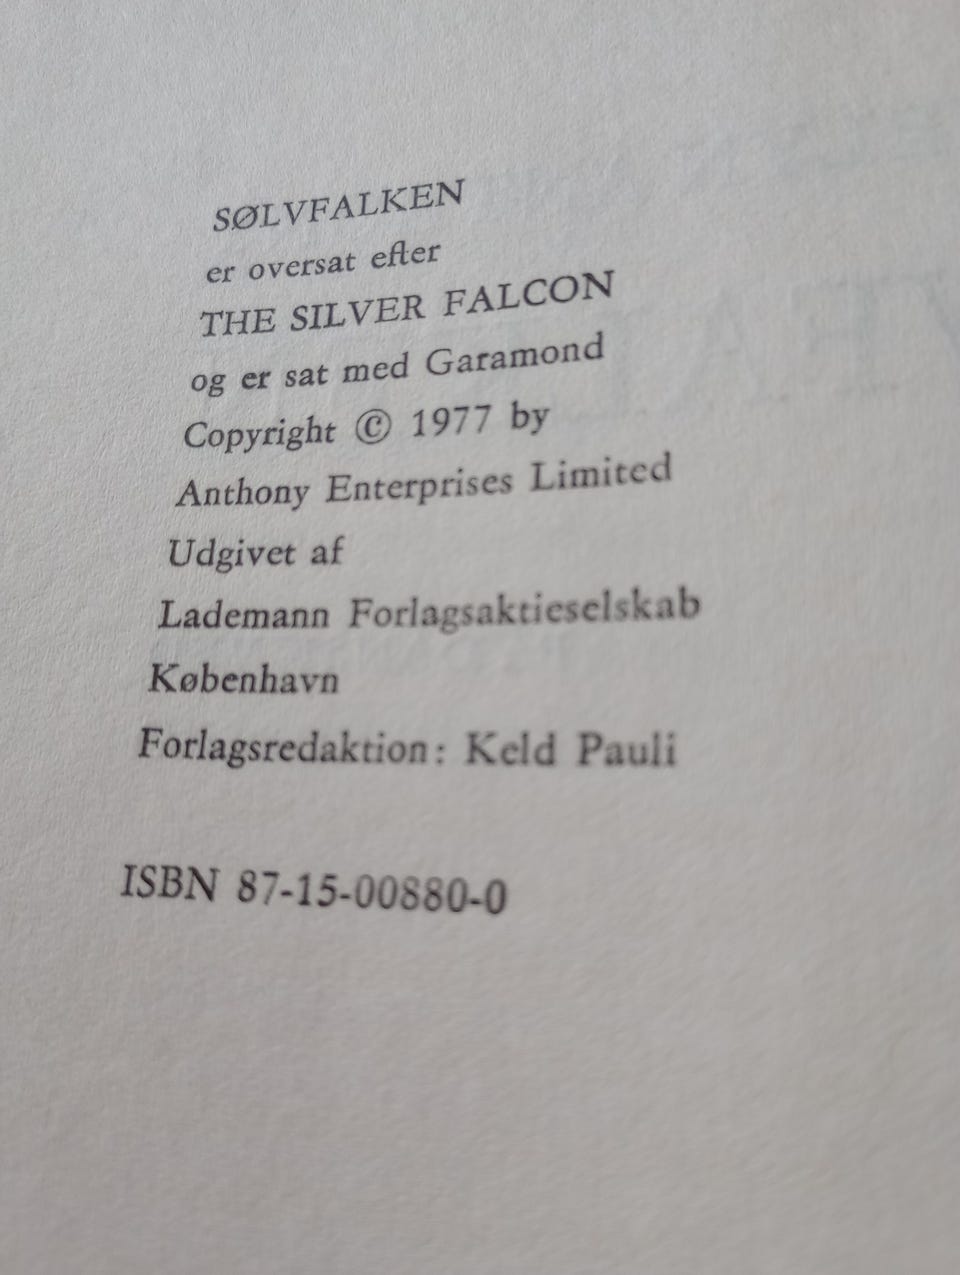 SØLVFALKEN
er oversat efter
THE SILVER FALCON
og er sat med Garamond
Copyright © 1977 by
Anthony Enterprises Limited
Udgivet af
Lademann Forlagsaktieselskab
København
Forlagsredaktion: Keld Pauli
ISBN 87-15-00880-0